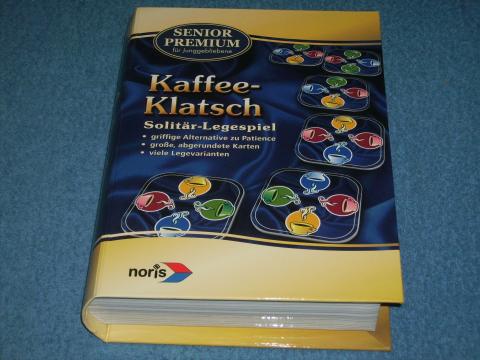 SENIOR
PREMIUM
für Junggebliebene
Kaffee-
Klatsch
Solitär-Legespiel
• griffige Alternative zu Patience
• große, abgerundete Karten
• viele Legevarianten
noris